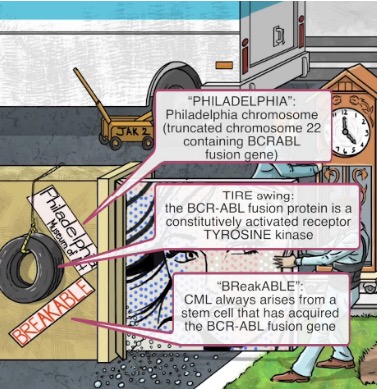 "PHILADELPHIA":
Philadelphia chromosome
(truncated chromosome 22
containing BCRABL
fusion gene)
JAK 2
TIRE swing:
the BCR-ABL fusion protein is a
constitutively activated receptor
TYROSINE kinase
Philadelphia
Museum of
"BReakABLE":
CML always arises from a
stem cell that has acquired
the BCR-ABL fusion gene
BREAKABLE